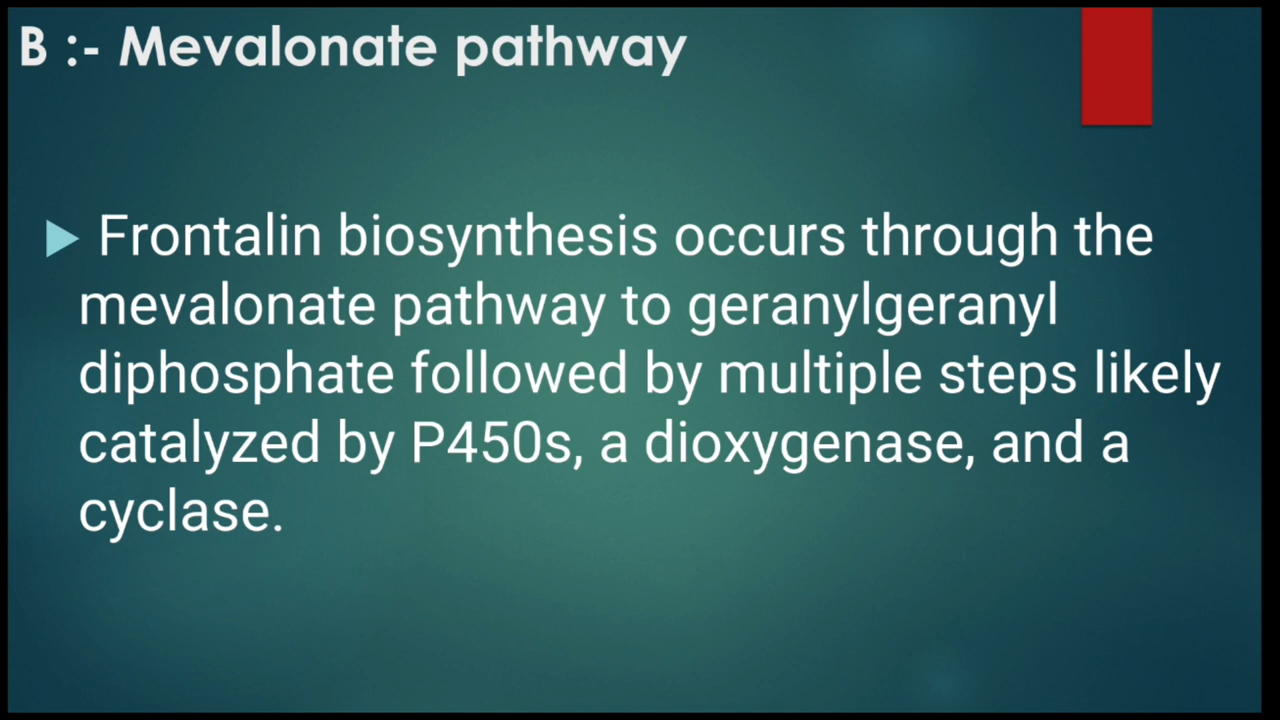 B :- Mevalonate pathway
Frontalin biosynthesis occurs through the
mevalonate pathway to geranylgeranyl
diphosphate followed by multiple steps likely
catalyzed by P450s, a dioxygenase, and a
cyclase.